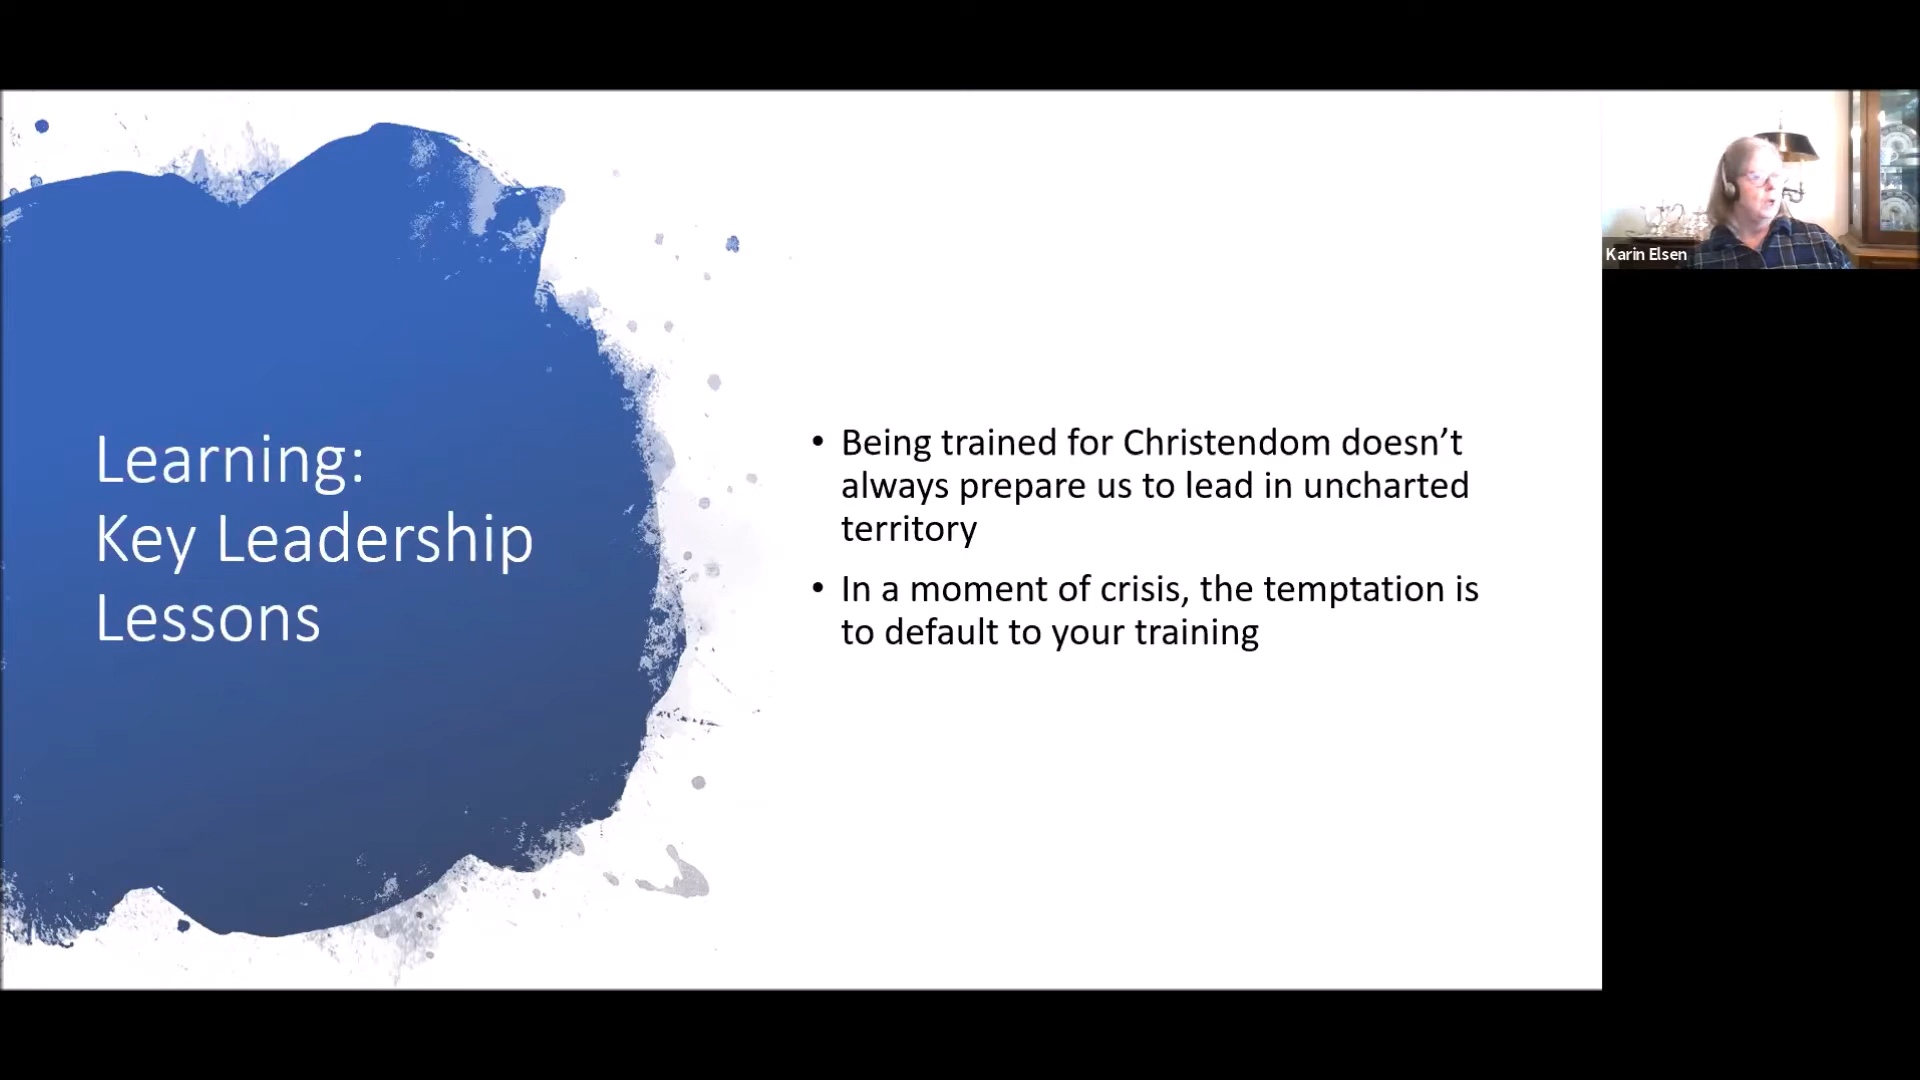 Learning:
Key Leadership
Lessons
• Being trained for Christendom doesn’t
always prepare us to lead in uncharted
territory
• In a moment of crisis, the temptation is
to default to your training
Karin Elsen